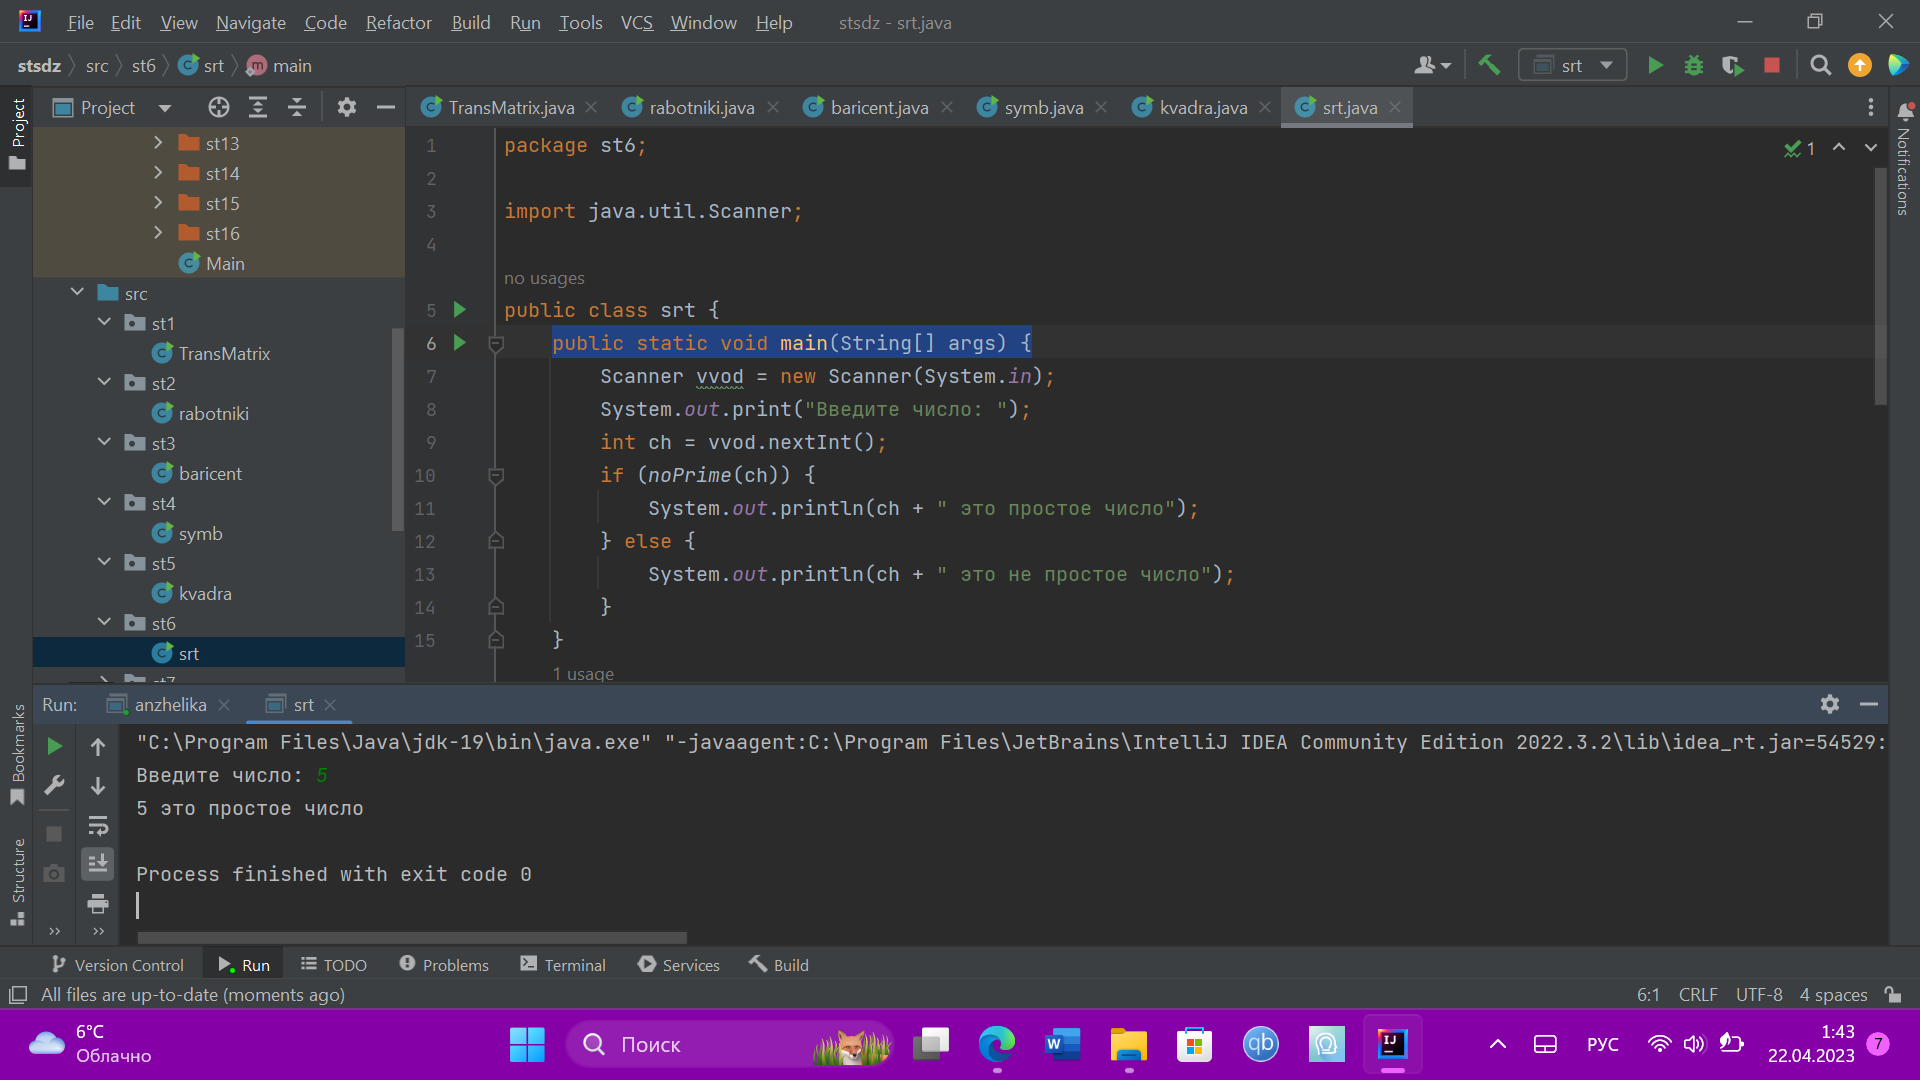 File Edit View Navigate Code Refactor Build Run Tools VCS Window Help stsdz - srt.java
stsdz src st6 srt main
srt
Project
TransMatrix.java rabotniki.java baricent.java symb.java kvadra.java srt.java
Project
Notifications
st13
st14
st15
st16
Main
src
st1
TransMatrix
st2
rabotniki
st3
baricent
st4
symb
st5
kvadra
st6
srt
1 package st6;
1
2
3 import java.util.Scanner;
4
no usages
5 public class srt {
6 public static void main(String[] args) {
7 Scanner vvod = new Scanner(System.in);
8 System.out.print("Введите число: ");
9 int ch = vvod.nextInt();
10 if (noPrime(ch)) {
11 System.out.println(ch + " это простое число");
12 } else {
13 System.out.println(ch + " это не простое число");
14 }
15 }
1 usage
Run: anzhelika srt
Bookmarks
Structure
"C:\Program Files\Java\jdk-19\bin\java.exe" "-javaagent:C:\Program Files\JetBrains\IntelliJ IDEA Community Edition 2022.3.2\lib\idea_rt.jar=54529:
Введите число: 5
5 это простое число
Process finished with exit code 0
Version Control Run TODO Problems Terminal Services Build
All files are up-to-date (moments ago) 6:1 CRLF UTF-8 4 spaces
6°C
Облачно
Поиск
РУС
1:43
22.04.2023
7